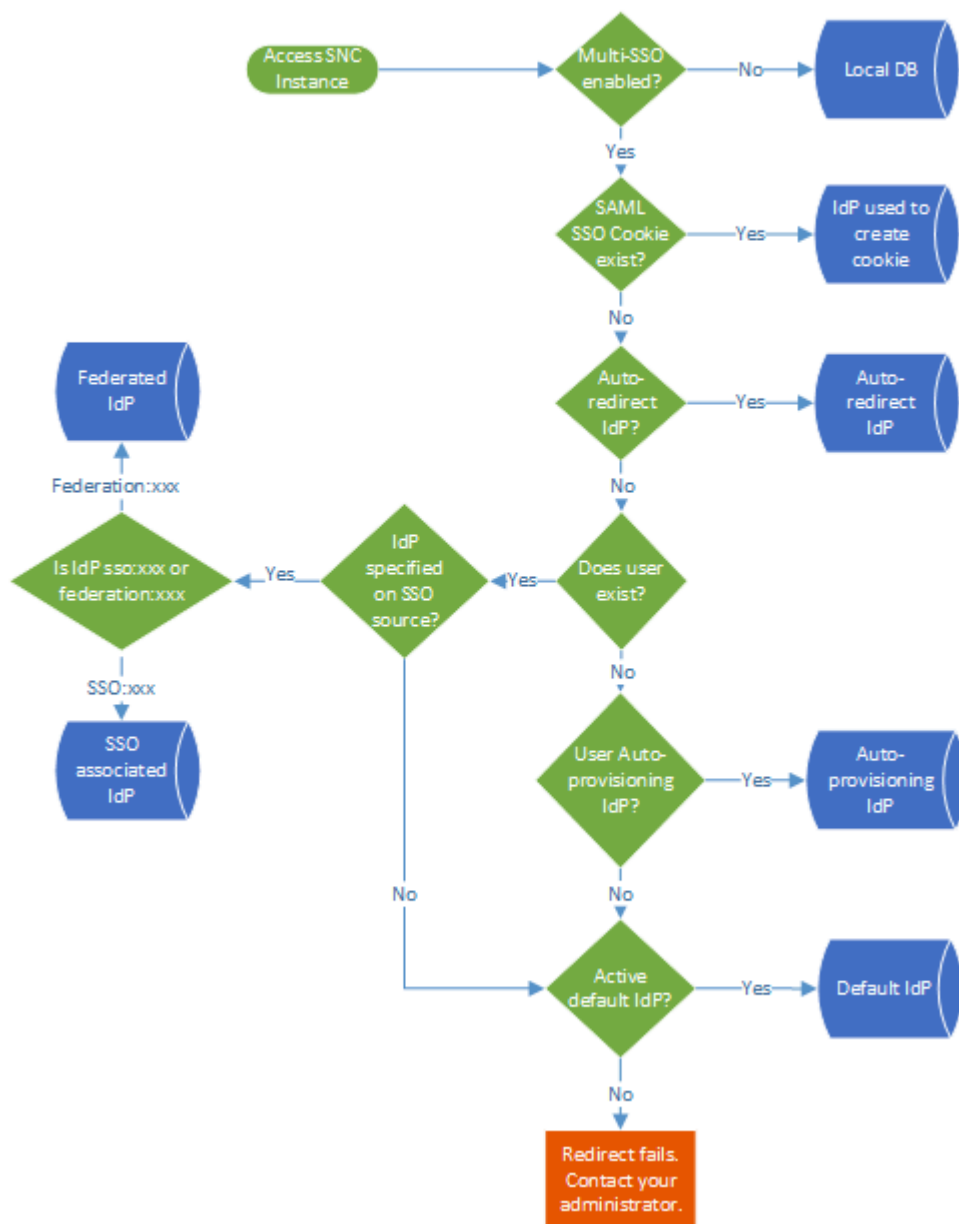 Access SNC
Instance
Multi-SSO
enabled?
No
Local DB
Yes
SAML
SSO Cookie
exist?
Yes
IdP used to
create
cookie
No
Auto-
redirect
IdP?
Yes
Auto-
redirect
IdP
No
Federated
IdP
Federation:xxx
Is IdP sso:xxx or
federation:xxx
Yes
IdP
specified
on SSO
source?
Yes
Does user
exist?
SSO:xxx
SSO
associated
IdP
No
User Auto-
provisioning
IdP?
Yes
Auto-
provisioning
IdP
No
No
Active
default IdP?
Yes
Default IdP
No
Redirect fails.
Contact your
administrator.